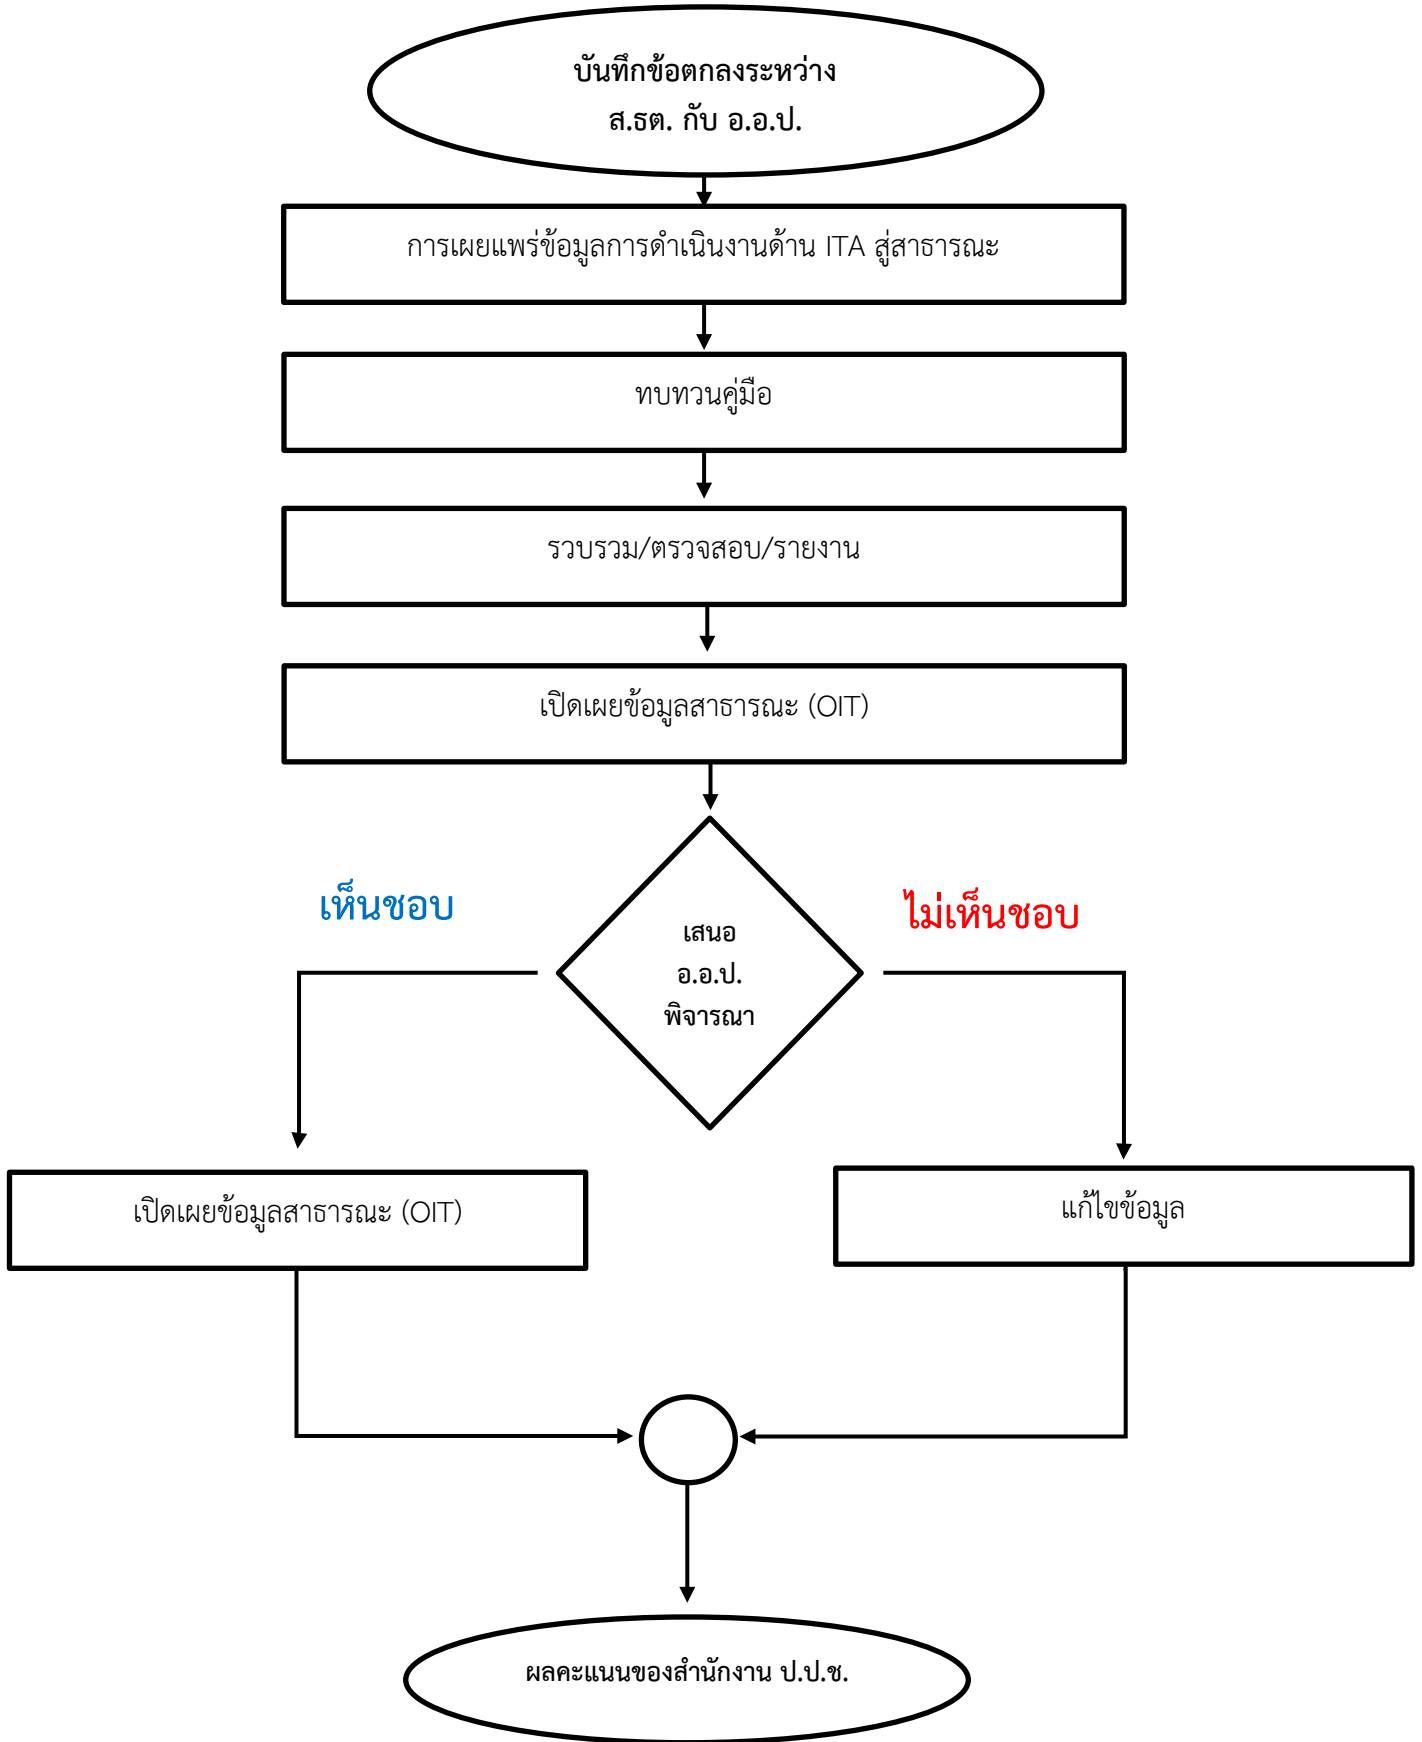 บันทึกข้อตกลงระหว่าง
ส.ธต. กับ อ.อ.ป.
การเผยแพร่ข้อมูลการดำเนินงานด้าน ITA สู่สาธารณะ
ทบทวนคู่มือ
รวบรวม/ตรวจสอบ/รายงาน
เปิดเผยข้อมูลสาธารณะ (OIT)
เห็นชอบ
ไม่เห็นชอบ
เสนอ
อ.อ.ป.
พิจารณา
เปิดเผยข้อมูลสาธารณะ (OIT)
แก้ไขข้อมูล
ผลคะแนนของสำนักงาน ป.ป.ช.